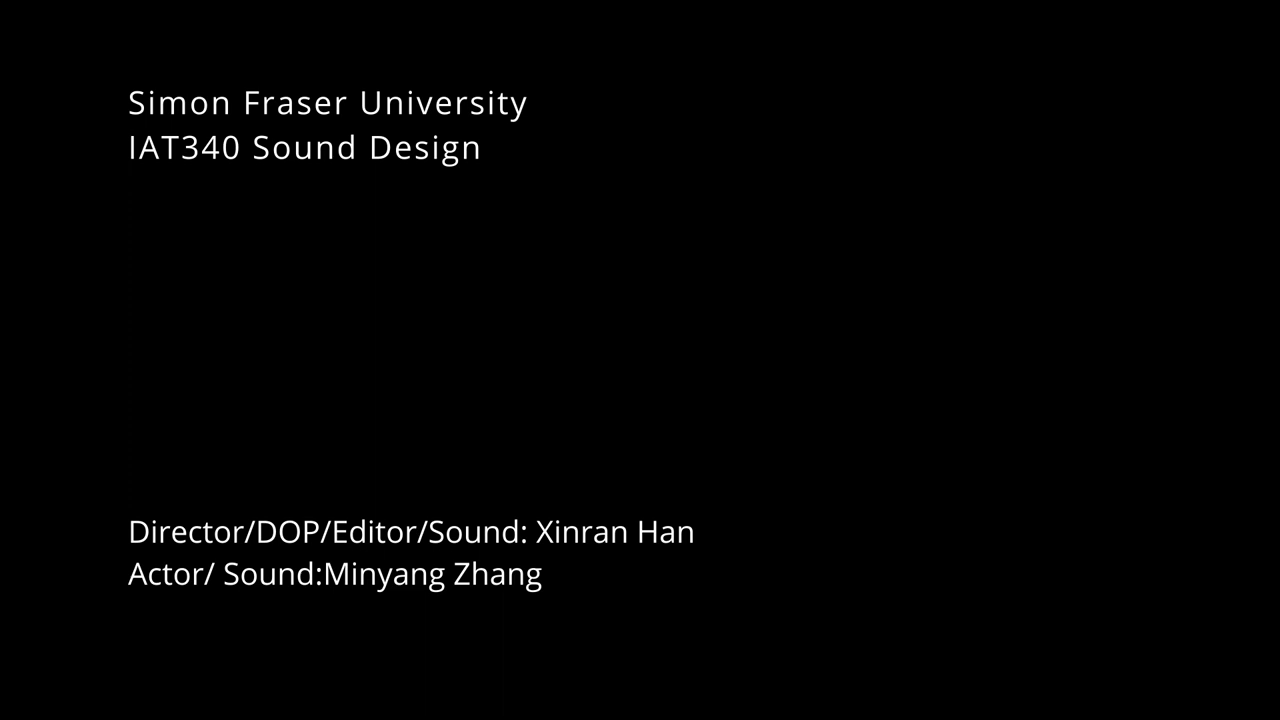 Simon Fraser University
IAT340 Sound Design
Director/DOP/Editor/Sound: Xinran Han
Actor/ Sound:Minyang Zhang